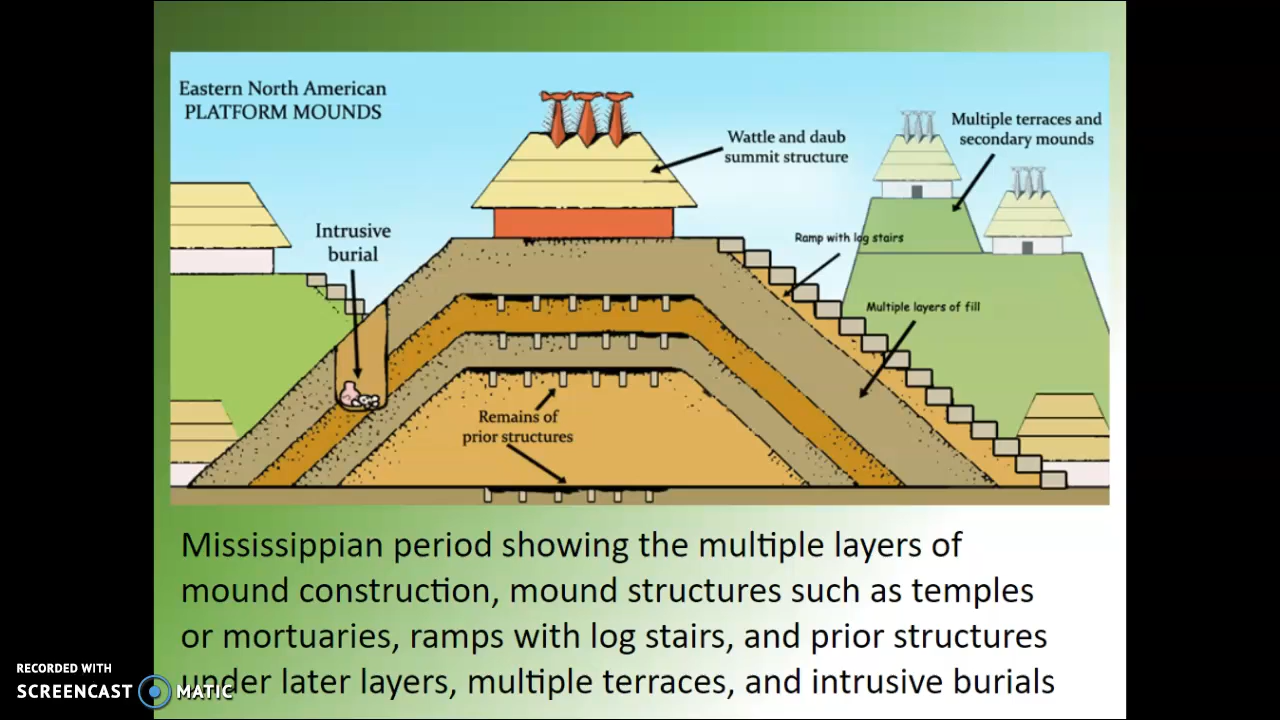 Eastern North American
PLATFORM MOUNDS
Wattle and daub
summit structure
Multiple terraces and
secondary mounds
Intrusive
burial
Ramp with log stairs
Multiple layers of fill
Remains of
prior structures
Mississippian period showing the multiple layers of
mound construction, mound structures such as temples
or mortuaries, ramps with log stairs, and prior structures
under later layers, multiple terraces, and intrusive burials
RECORDED WITH
SCREENCAST MATIC